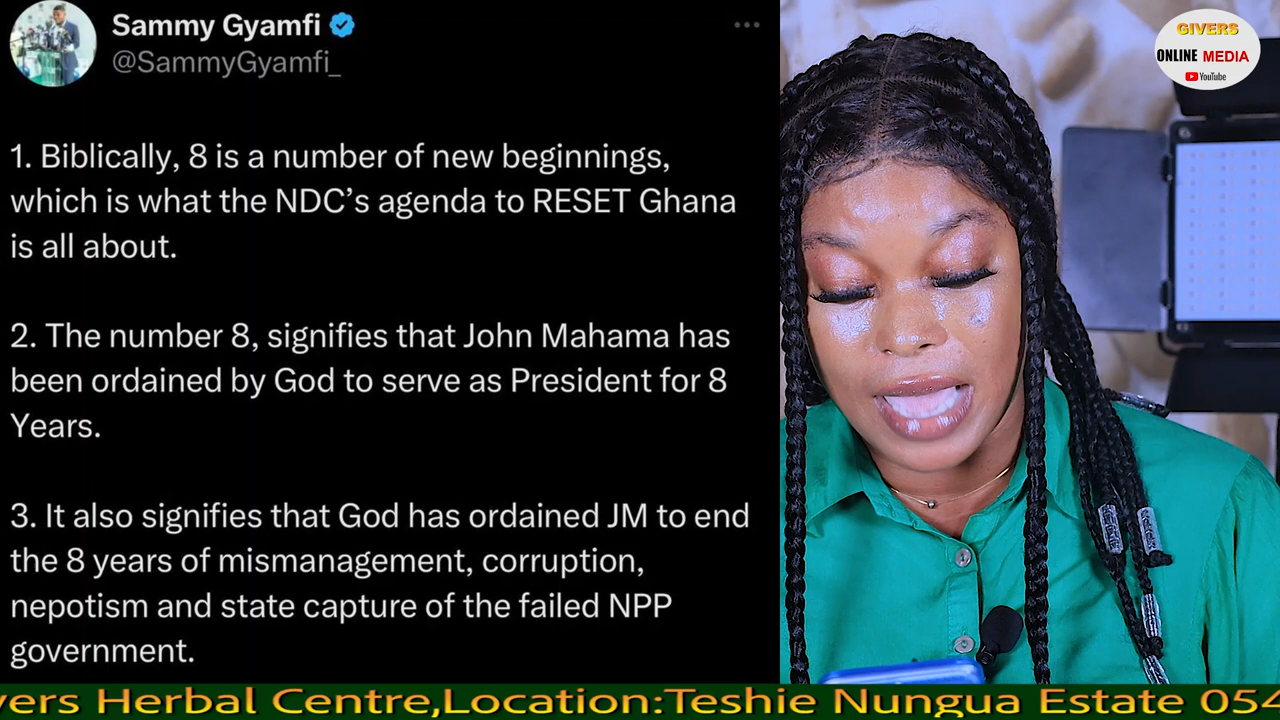 Sammy Gyamfi
@SammyGyamfi_
1. Biblically, 8 is a number of new beginnings,
which is what the NDC’s agenda to RESET Ghana
is all about.
2. The number 8, signifies that John Mahama has
been ordained by God to serve as President for 8
Years.
3. It also signifies that God has ordained JM to end
the 8 years of mismanagement, corruption,
nepotism and state capture of the failed NPP
government.
GIVERS
ONLINE MEDIA
YouTube
vers Herbal Centre,Location:Teshie Nungua Estate 054